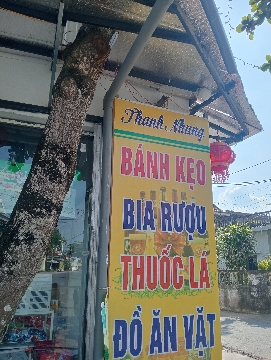 Thanh, Nhung
BÁNH KẸO
BIA RƯỢU
THUỐC LÁ
ĐỒ ĂN VẶT